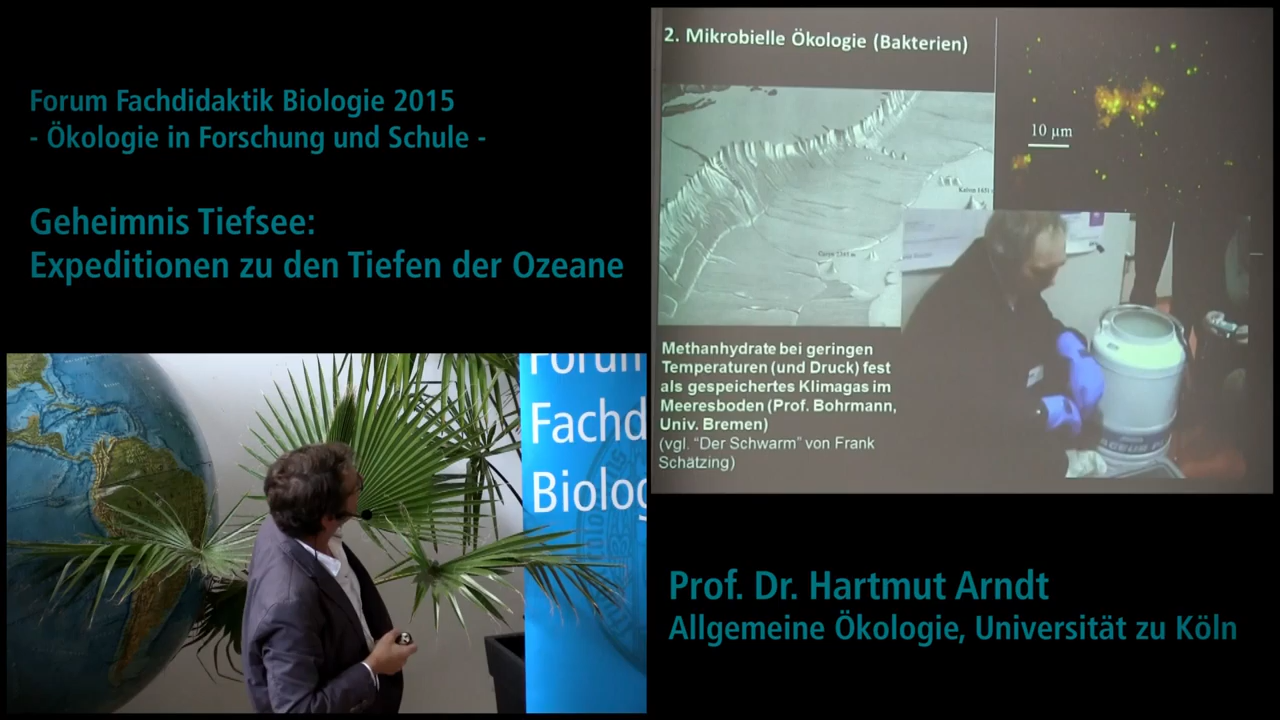 Forum Fachdidaktik Biologie 2015
- Ökologie in Forschung und Schule -
Geheimnis Tiefsee:
Expeditionen zu den Tiefen der Ozeane
2. Mikrobielle Ökologie (Bakterien)
10 µm
Methanhydrate bei geringen
Temperaturen (und Druck) fest
als gespeichertes Klimagas im
Meeresboden (Prof. Bohrmann,
Univ. Bremen)
(vgl. "Der Schwarm" von Frank
Schätzing)
Forum
Fachd
Biolog
Prof. Dr. Hartmut Arndt
Allgemeine Ökologie, Universität zu Köln